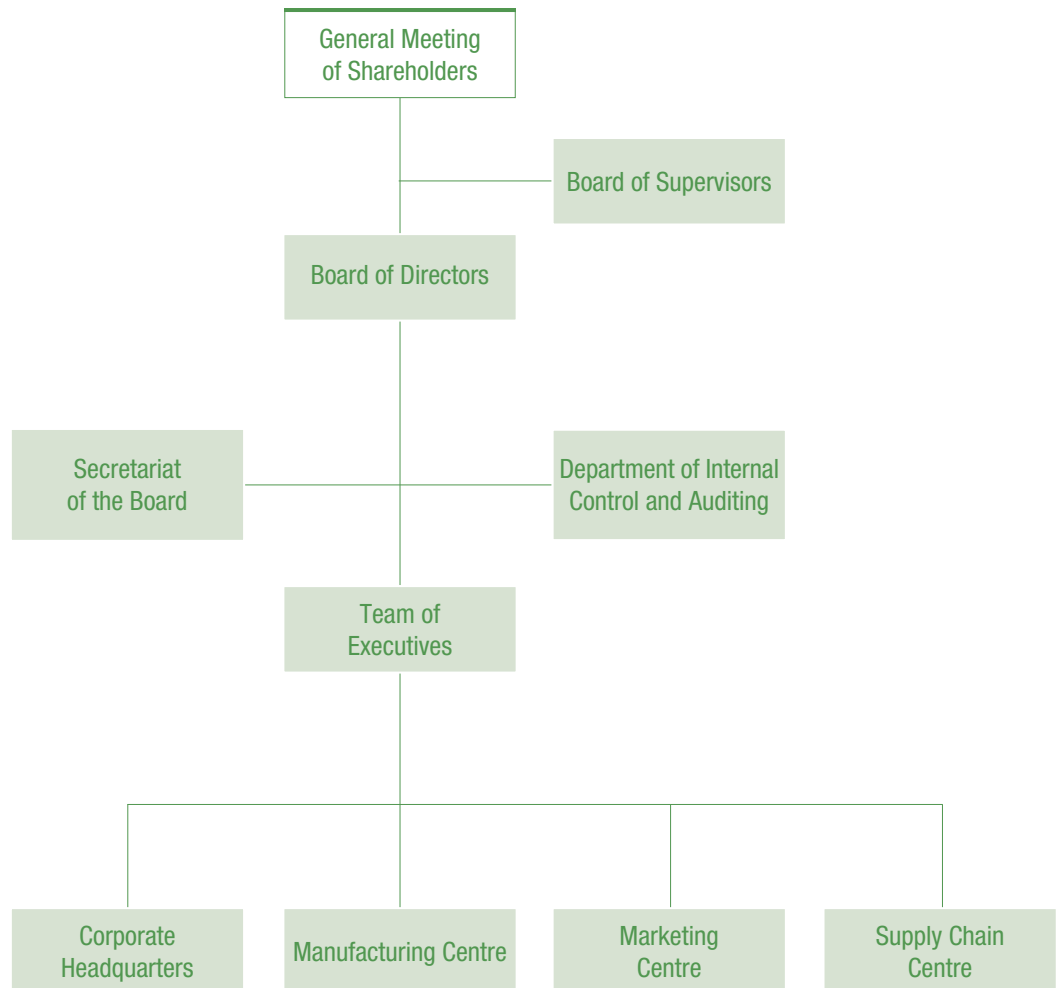 General Meeting
of Shareholders
Board of Supervisors
Board of Directors
Secretariat
of the Board
Department of Internal
Control and Auditing
Team of
Executives
Corporate
Headquarters
Manufacturing Centre
Marketing
Centre
Supply Chain
Centre